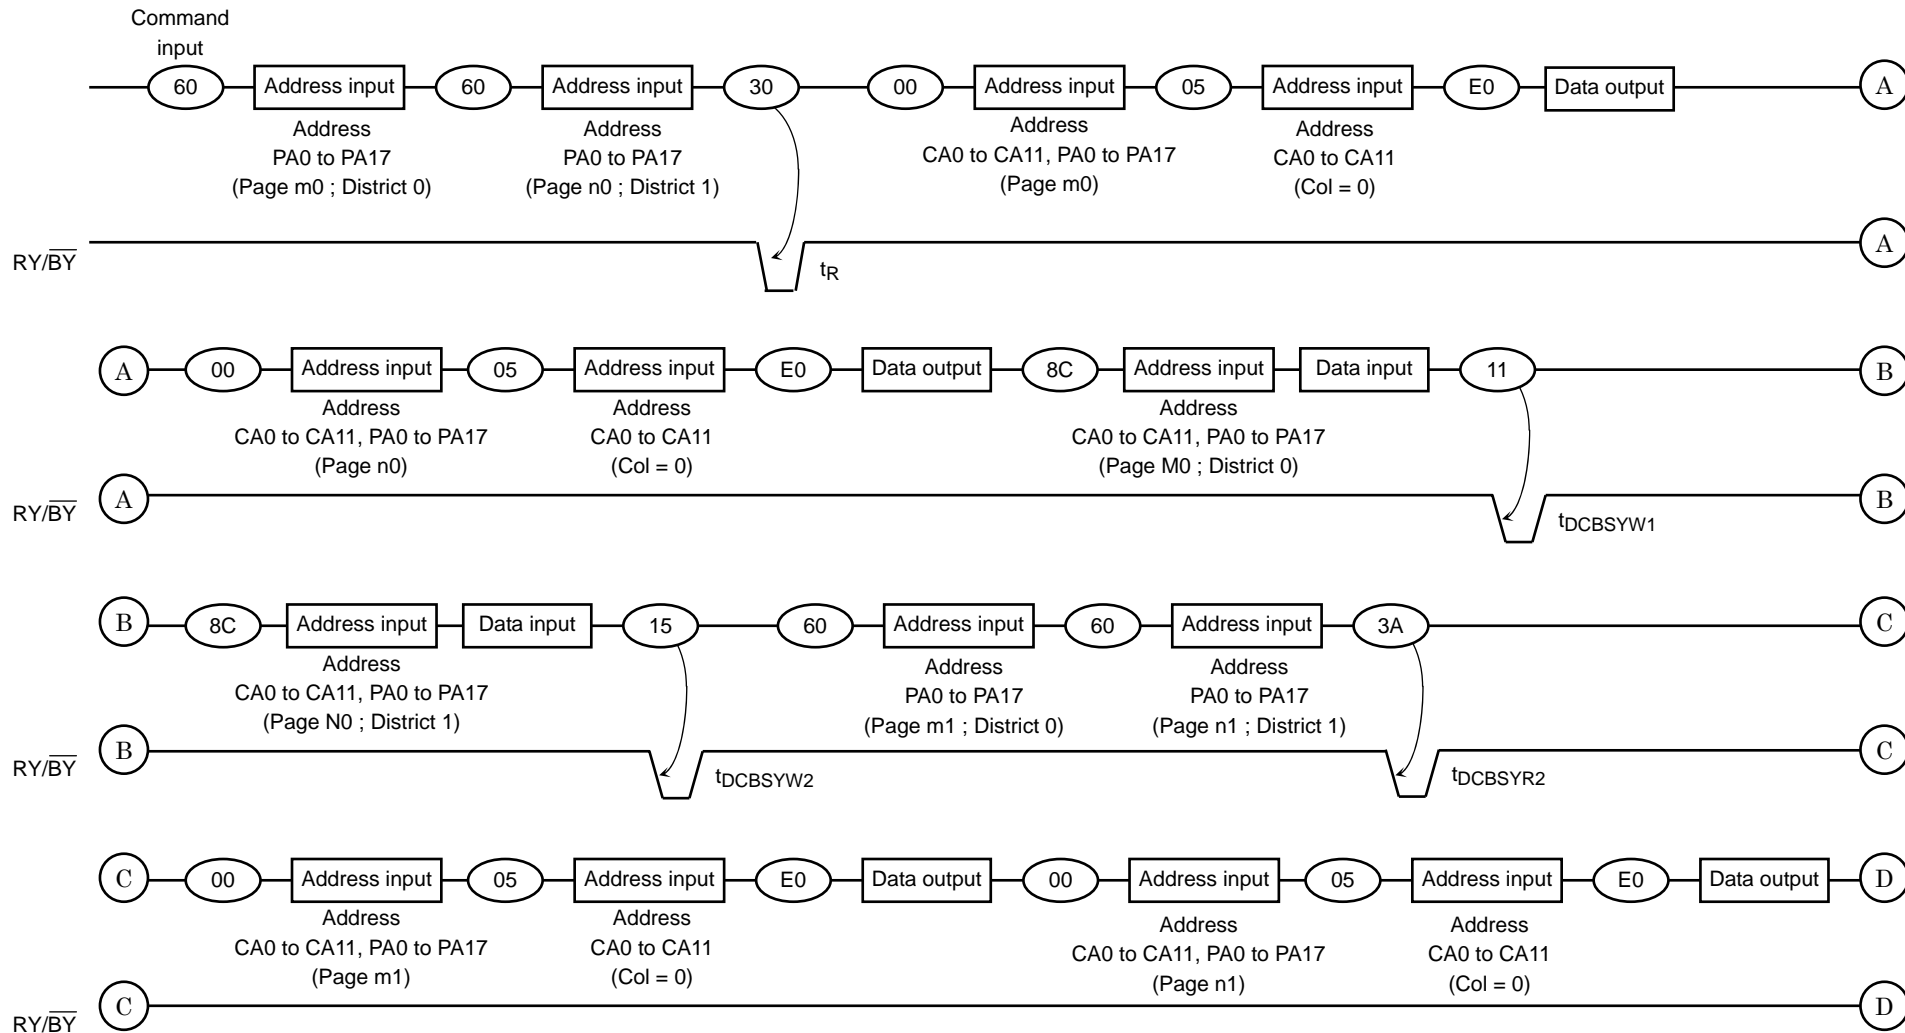 Command
input
60 Address input 60 Address input 30 00 Address input 05 Address input E0 Data output A
Address
PA0 to PA17
(Page m0 ; District 0)
Address
PA0 to PA17
(Page n0 ; District 1)
Address
CA0 to CA11, PA0 to PA17
(Page m0)
Address
CA0 to CA11
(Col = 0)
RY/BY tR A
A 00 Address input 05 Address input E0 Data output 8C Address input Data input 11 B
Address
CA0 to CA11, PA0 to PA17
(Page n0)
Address
CA0 to CA11
(Col = 0)
Address
CA0 to CA11, PA0 to PA17
(Page M0 ; District 0)
RY/BY A tDCBSYW1 B
B 8C Address input Data input 15 60 Address input 60 Address input 3A C
Address
CA0 to CA11, PA0 to PA17
(Page N0 ; District 1)
Address
PA0 to PA17
(Page m1 ; District 0)
Address
PA0 to PA17
(Page n1 ; District 1)
RY/BY B tDCBSYW2 tDCBSYR2 C
C 00 Address input 05 Address input E0 Data output 00 Address input 05 Address input E0 Data output D
Address
CA0 to CA11, PA0 to PA17
(Page m1)
Address
CA0 to CA11
(Col = 0)
Address
CA0 to CA11, PA0 to PA17
(Page n1)
Address
CA0 to CA11
(Col = 0)
RY/BY C D